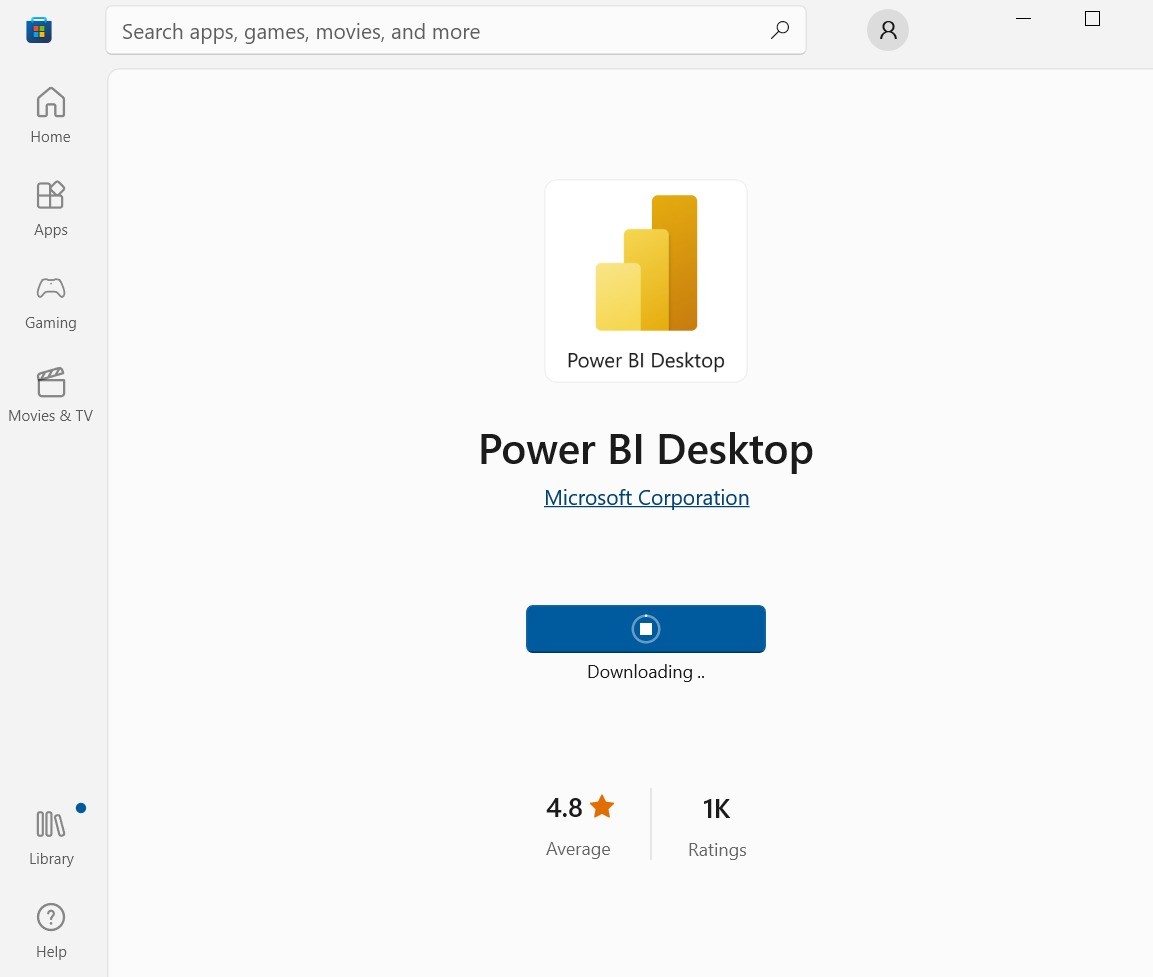 Search apps, games, movies, and more
Home
Apps
Gaming
Movies & TV
Power BI Desktop
Power BI Desktop
Microsoft Corporation
Downloading ..
4.8
1K
Average
Ratings
Library
Help